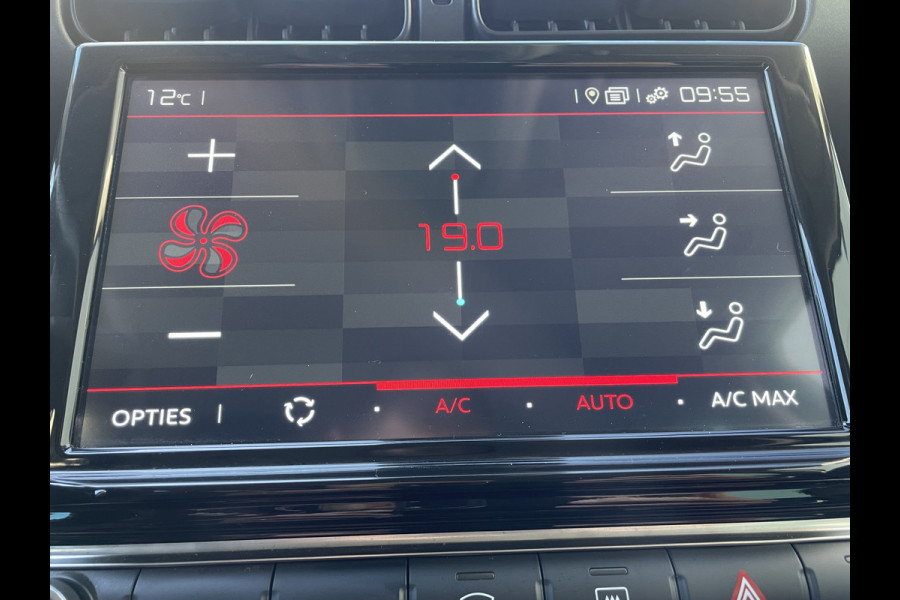 12°C 09:55
19.0
OPTIES A/C AUTO A/C MAX